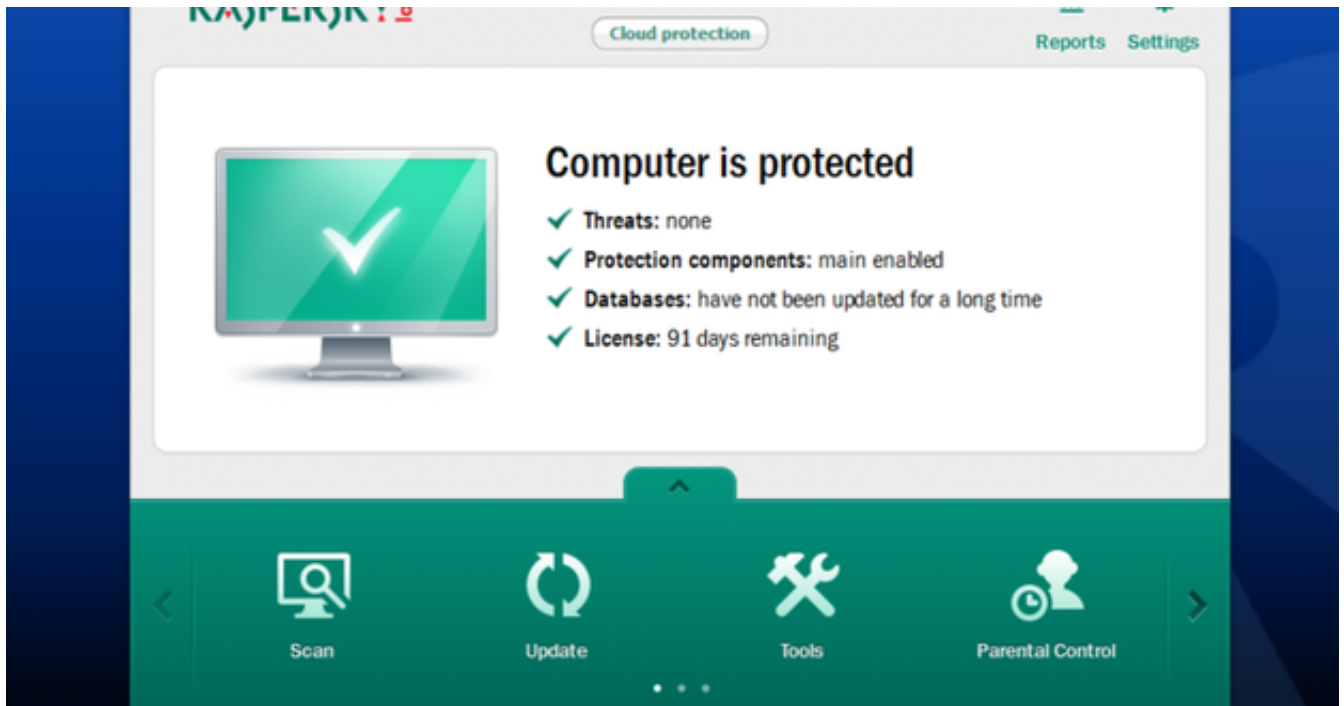 KASPERSKY
Cloud protection
Reports Settings
Computer is protected
Threats: none
Protection components: main enabled
Databases: have not been updated for a long time
License: 91 days remaining
Scan Update Tools Parental Control